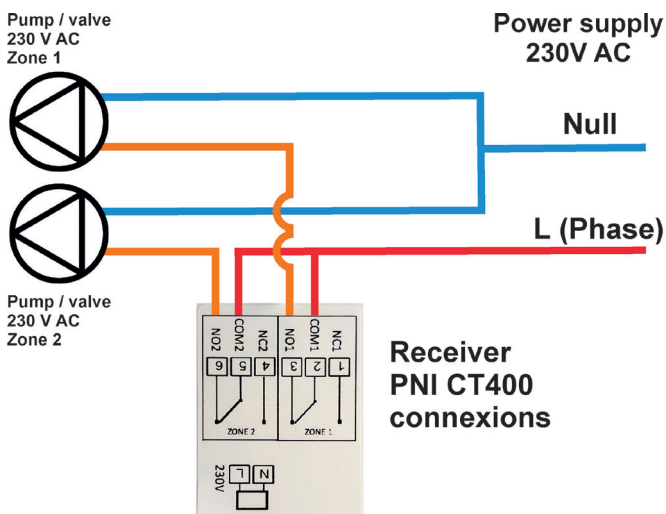 Pump / valve
230 V AC
Zone 1
Power supply
230V AC
Null
L (Phase)
Pump / valve
230 V AC
Zone 2
Receiver
PNI CT400
connexions
NO2
COM2
NC2
NO1
COM1
NC1
6
5
4
3
2
1
ZONE 2
ZONE 1
230V
L
N